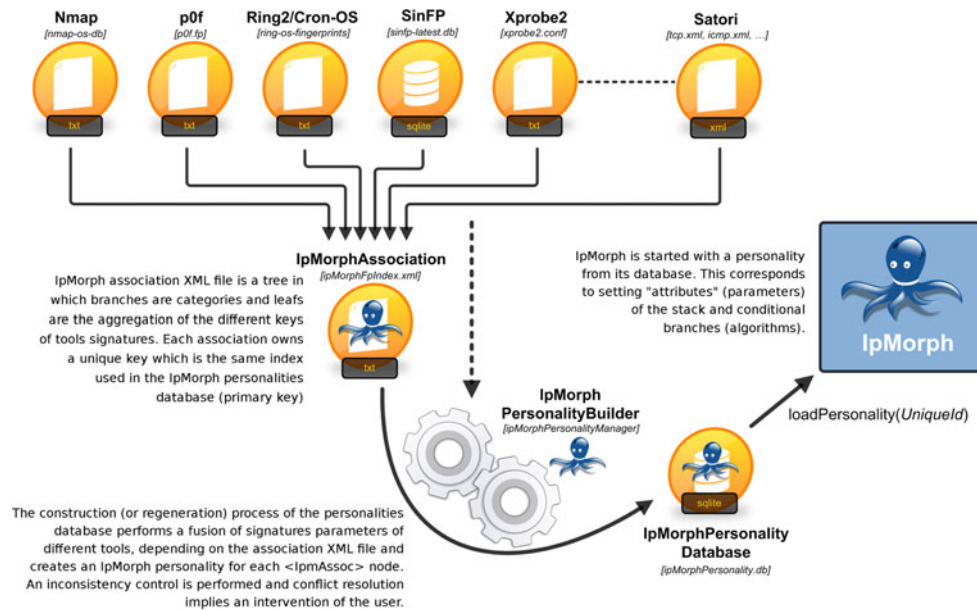 Nmap
[nmap-os-db]
p0f
[p0f.fp]
Ring2/Cron-OS
[ring-os-fingerprints]
SinFP
[sinfp-latest.db]
Xprobe2
[xprobe2.conf]
Satori
[tcp.xml, icmp.xml, ...]
txt
txt
txt
sqlite
txt
xml
IpMorphAssociation
[ipMorphFpIndex.xml]
txt
IpMorph association XML file is a tree in
which branches are categories and leafs
are the aggregation of the different keys
of tools signatures. Each association owns
a unique key which is the same index
used in the IpMorph personalities
database (primary key)
IpMorph is started with a personality
from its database. This corresponds
to setting "attributes" (parameters)
of the stack and conditional
branches (algorithms).
IpMorph
loadPersonality(UniqueId)
IpMorph
PersonalityBuilder
[ipMorphPersonalityManager]
sqlite
IpMorphPersonality
Database
[ipMorphPersonality.db]
The construction (or regeneration) process of the personalities
database performs a fusion of signatures parameters of
different tools, depending on the association XML file and
creates an IpMorph personality for each <IpmAssoc> node.
An inconsistency control is performed and conflict resolution
implies an intervention of the user.